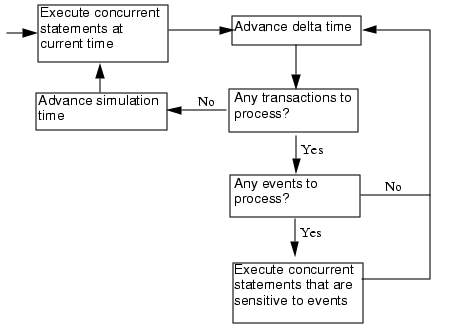 Execute concurrent
statements at
current time
Advance delta time
Advance simulation
time
No
Any transactions to
process?
Yes
Any events to
process?
No
Yes
Execute concurrent
statements that are
sensitive to events